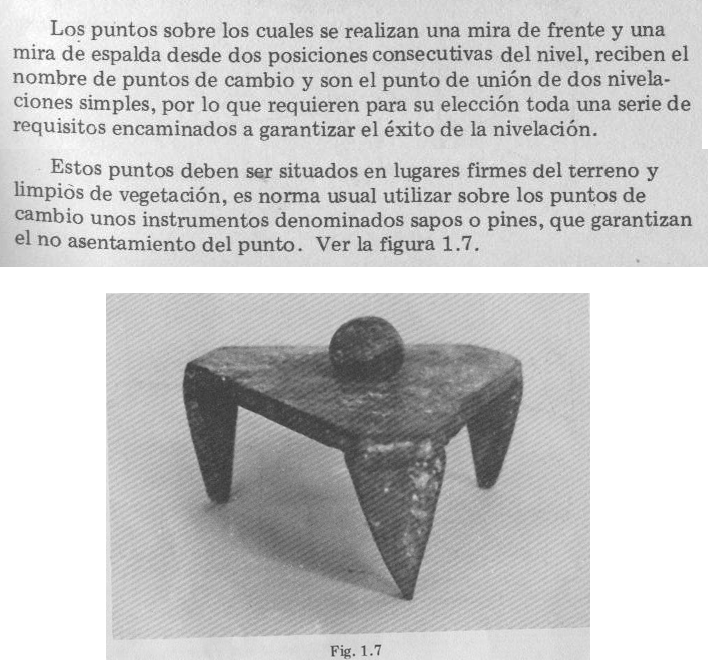 Los puntos sobre los cuales se realizan una mira de frente y una
mira de espalda desde dos posiciones consecutivas del nivel, reciben el
nombre de puntos de cambio y son el punto de unión de dos nivela-
ciones simples, por lo que requieren para su elección toda una serie de
requisitos encaminados a garantizar el éxito de la nivelación.
Estos puntos deben ser situados en lugares firmes del terreno y
limpios de vegetación, es norma usual utilizar sobre los puntos de
cambio unos instrumentos denominados sapos o pines, que garantizan
el no asentamiento del punto. Ver la figura 1.7.
Fig. 1.7